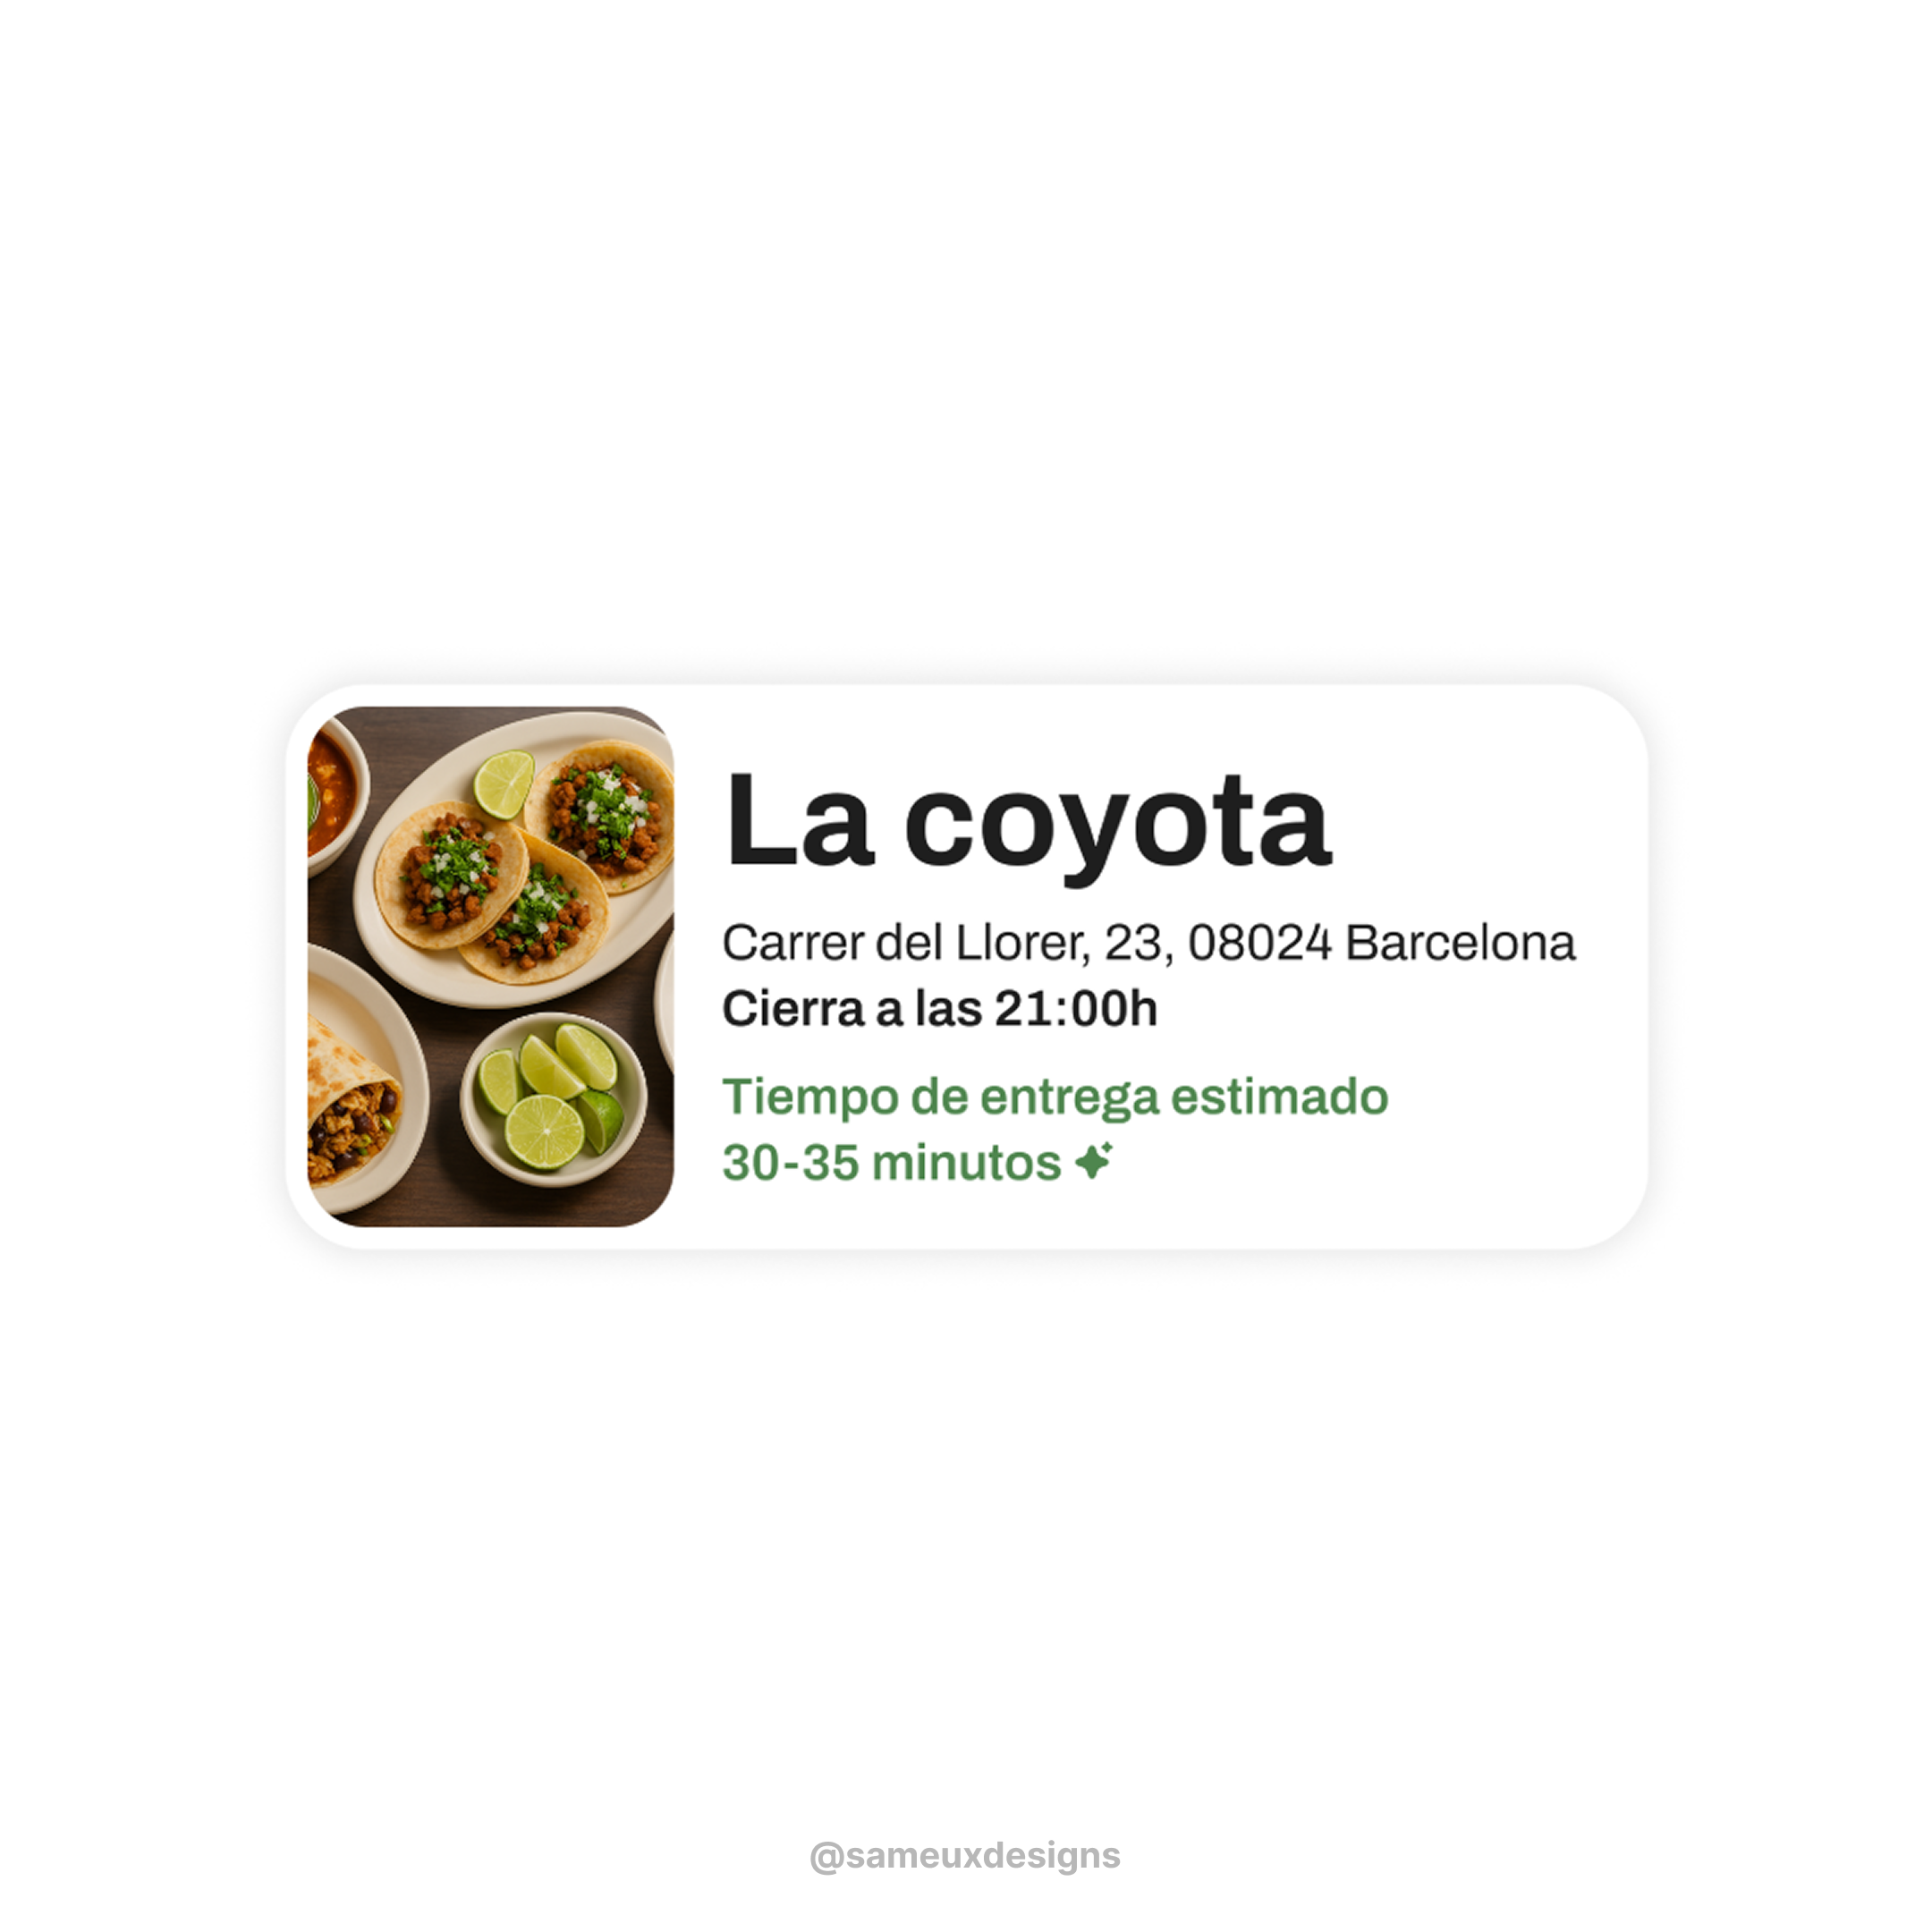 La coyota
Carrer del Llorer, 23, 08024 Barcelona
Cierra a las 21:00h
Tiempo de entrega estimado
30-35 minutos
@sameuxdesigns